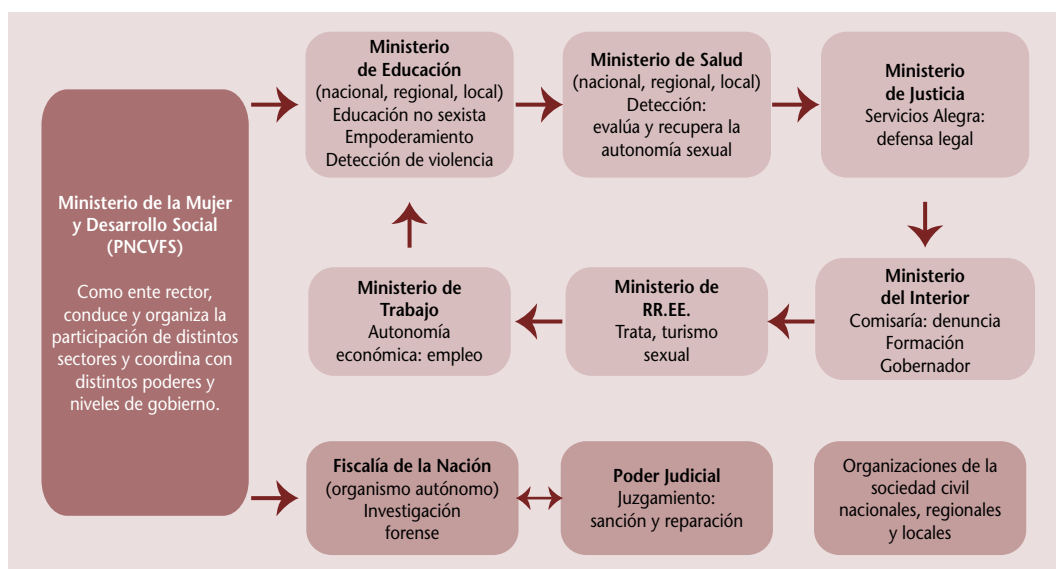 Ministerio de la Mujer
y Desarrollo Social
(PNCVFS)
Como ente rector,
conduce y organiza la
participación de distintos
sectores y coordina con
distintos poderes y
niveles de gobierno.
Ministerio
de Educación
(nacional, regional, local)
Educación no sexista
Empoderamiento
Detección de violencia
Ministerio de Salud
(nacional, regional, local)
Detección:
evalúa y recupera la
autonomía sexual
Ministerio
de Justicia
Servicios Alegra:
defensa legal
Ministerio
del Interior
Comisaría: denuncia
Formación
Gobernador
Ministerio de
RR.EE.
Trata, turismo
sexual
Ministerio de
Trabajo
Autonomía
económica: empleo
Fiscalía de la Nación
(organismo autónomo)
Investigación
forense
Poder Judicial
Juzgamiento:
sanción y reparación
Organizaciones de la
sociedad civil
nacionales, regionales
y locales